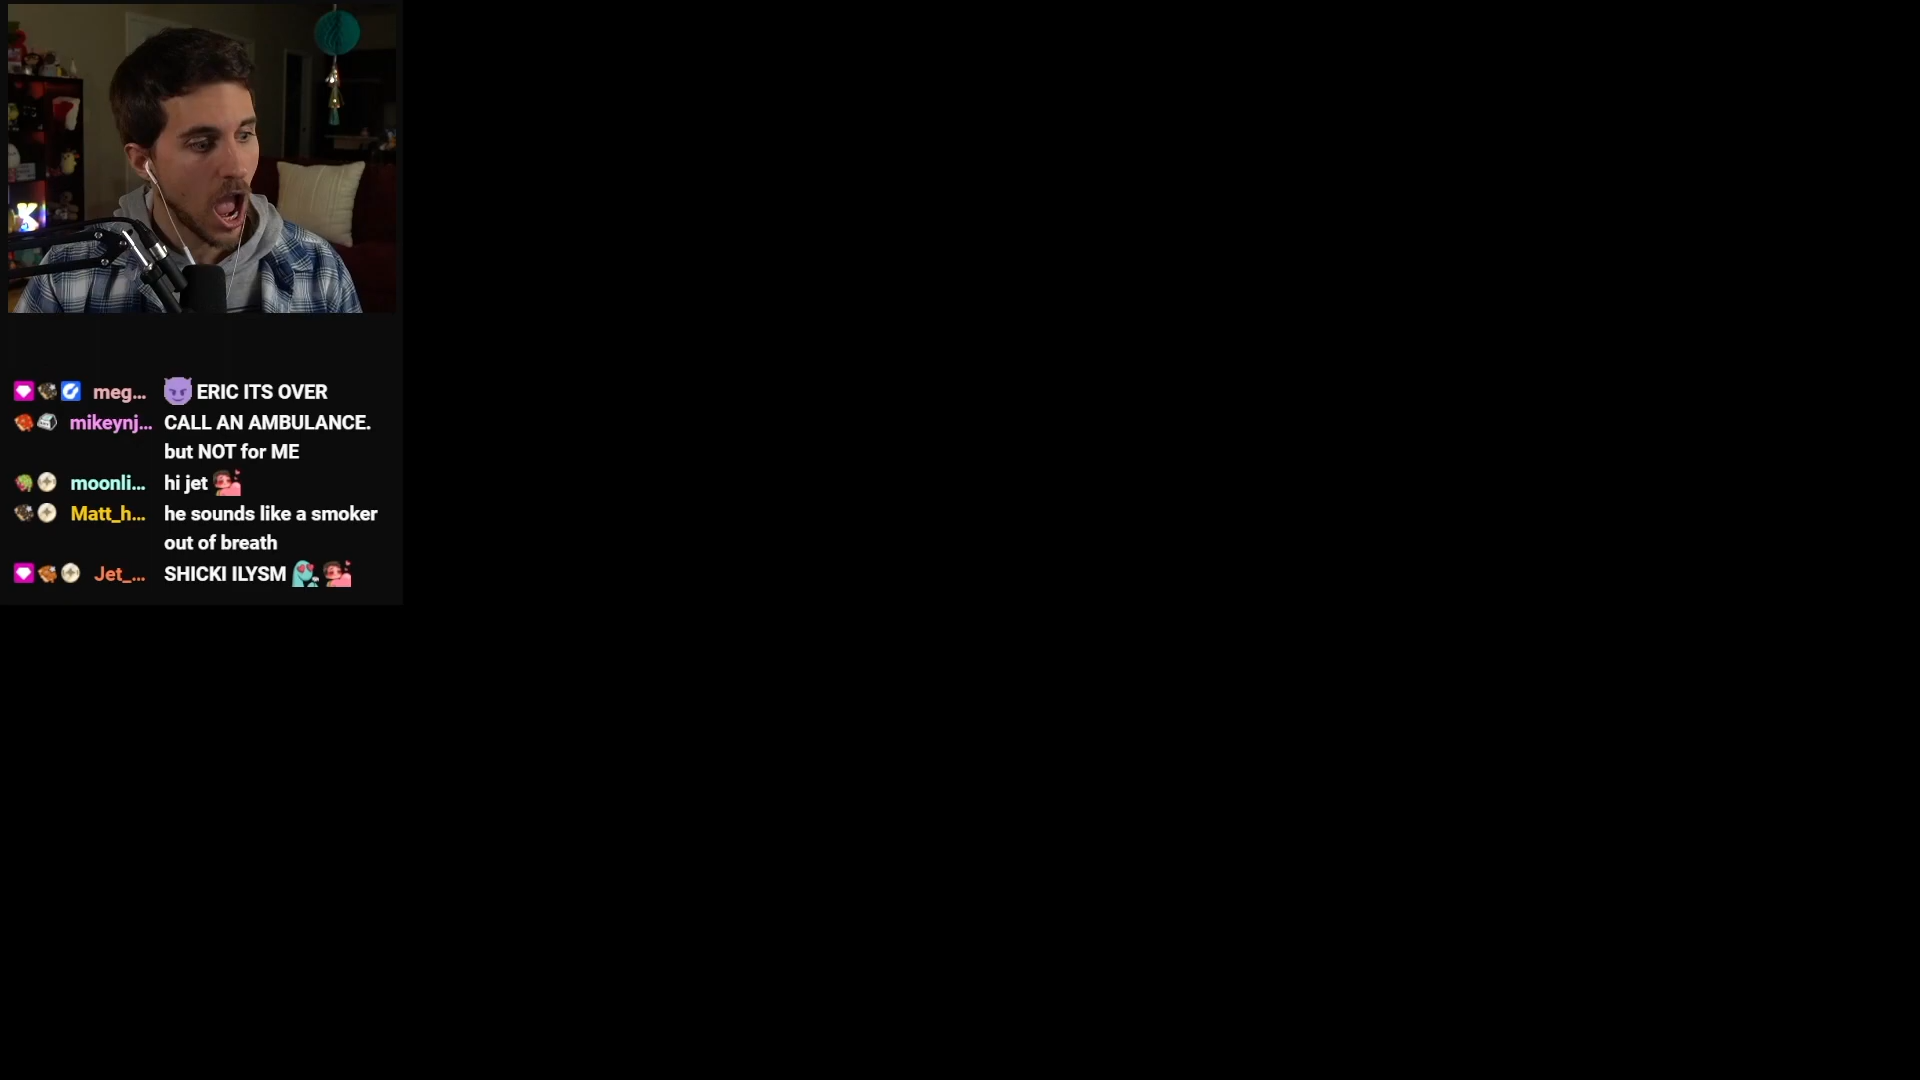 meg... ERIC ITS OVER
mikeynj... CALL AN AMBULANCE.
but NOT for ME
moonli... hi jet
Matt_h... he sounds like a smoker
out of breath
Jet_... SHICKI ILYSM